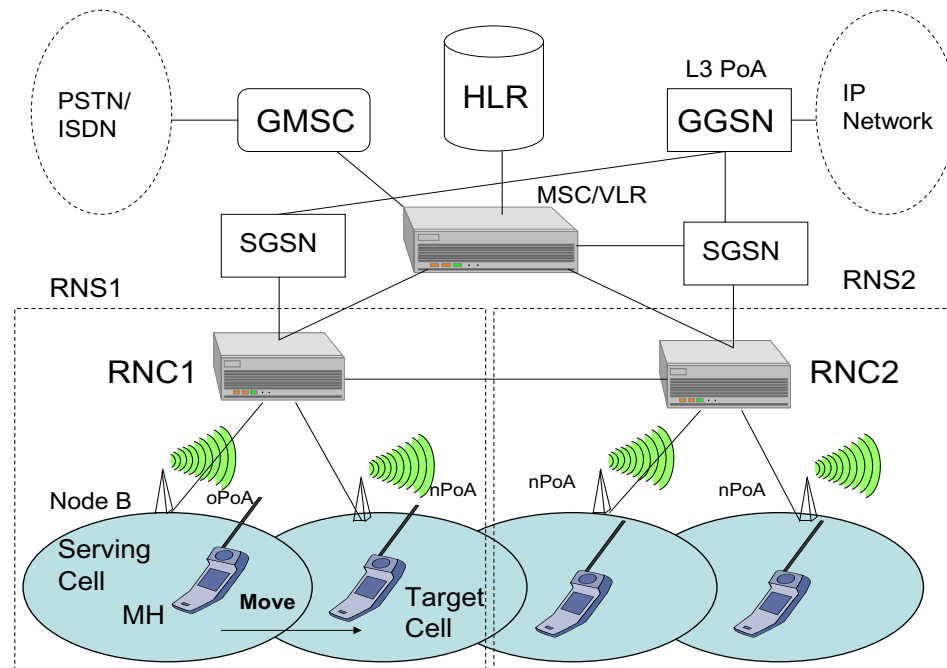 PSTN/
ISDN
GMSC
HLR
L3 PoA
GGSN
IP
Network
MSC/VLR
SGSN
SGSN
RNS1
RNS2
RNC1
RNC2
Node B
oPoA
nPoA
nPoA
nPoA
Serving
Cell
MH
Move
Target
Cell